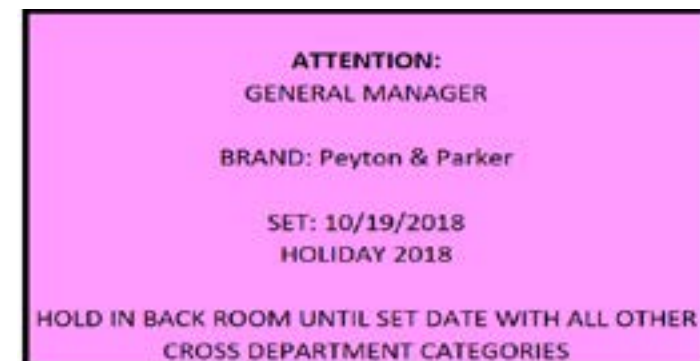 ATTENTION:
GENERAL MANAGER
BRAND: Peyton & Parker
SET: 10/19/2018
HOLIDAY 2018
HOLD IN BACK ROOM UNTIL SET DATE WITH ALL OTHER
CROSS DEPARTMENT CATEGORIES